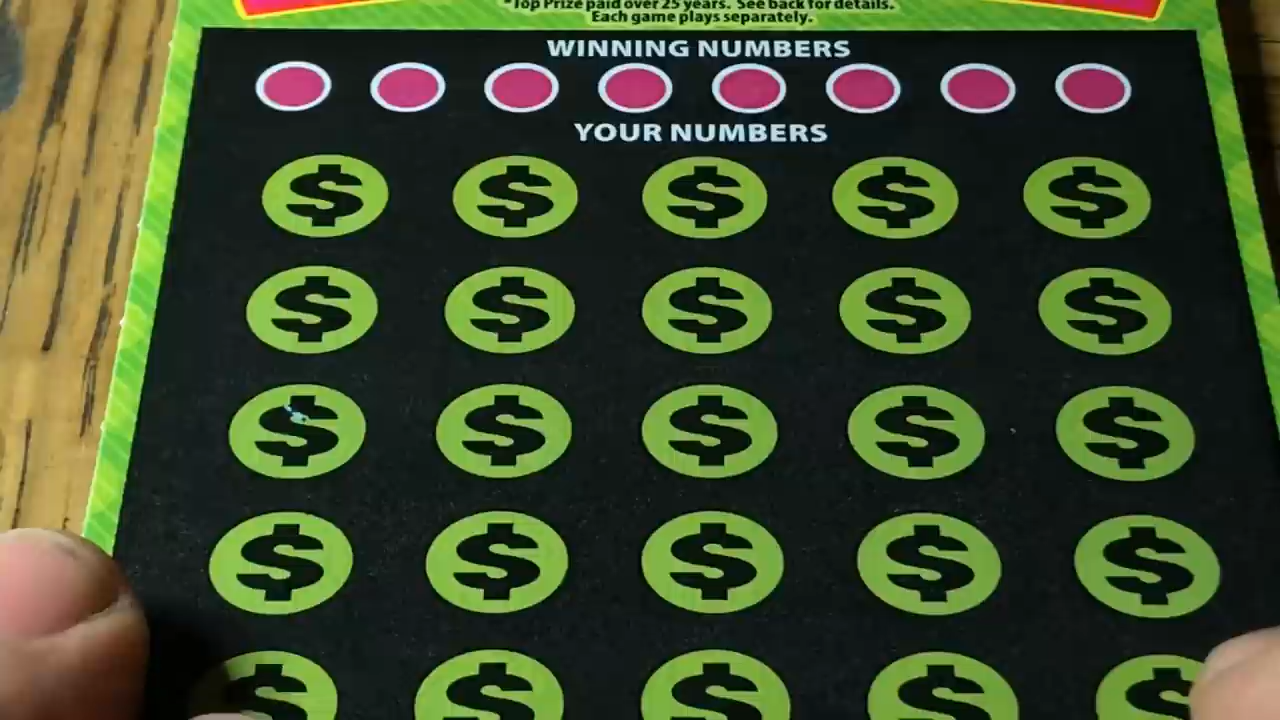 *Top Prize paid over 25 years. See back for details.
Each game plays separately.
WINNING NUMBERS
YOUR NUMBERS
$ $ $ $ $
$ $ $ $ $
$ $ $ $ $
$ $ $ $ $
$ $ $ $ $